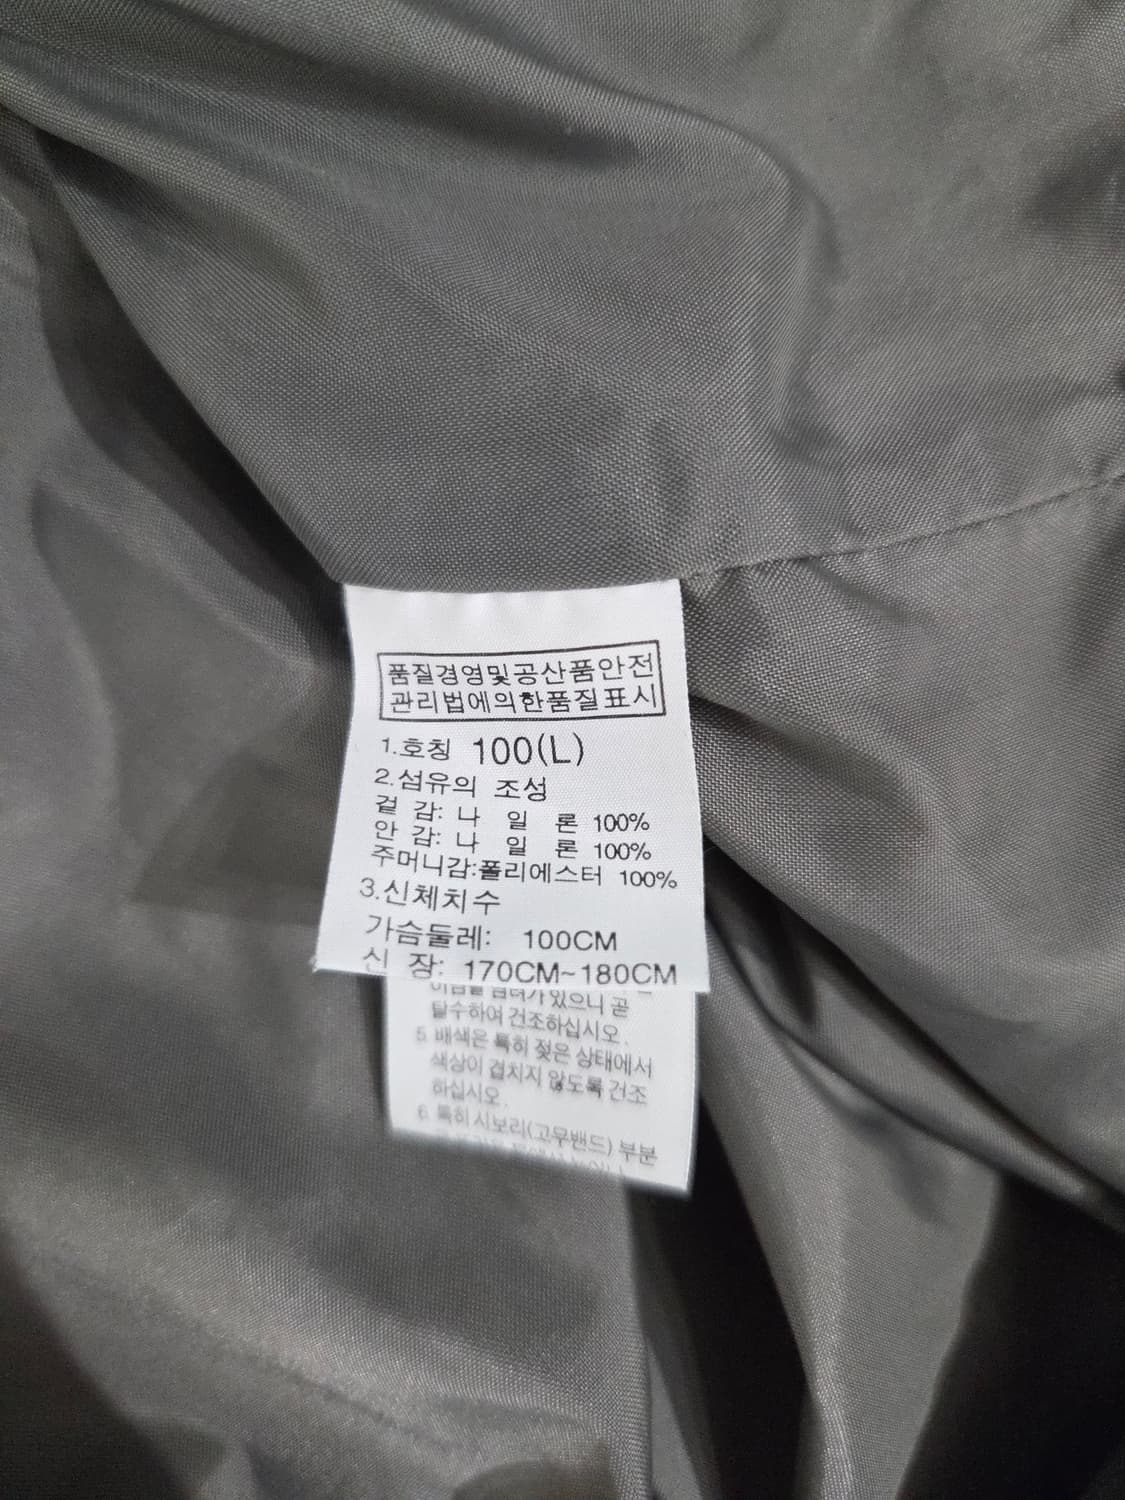 품질경영및공산품안전
관리법에의한품질표시
1.호칭 100(L)
2.섬유의 조성
겉 감: 나 일 론 100%
안 감: 나 일 론 100%
주머니감:폴리에스터 100%
3.신체치수
가슴둘레: 100CM
신 장: 170CM~180CM
있으니 곧
탈수하여 건조하십시오.
5. 배색은 특히 젖은 상태에서
색상이 겹치지 않도록 건조
하십시오.
6. 특히 시보리(고무밴드) 부분